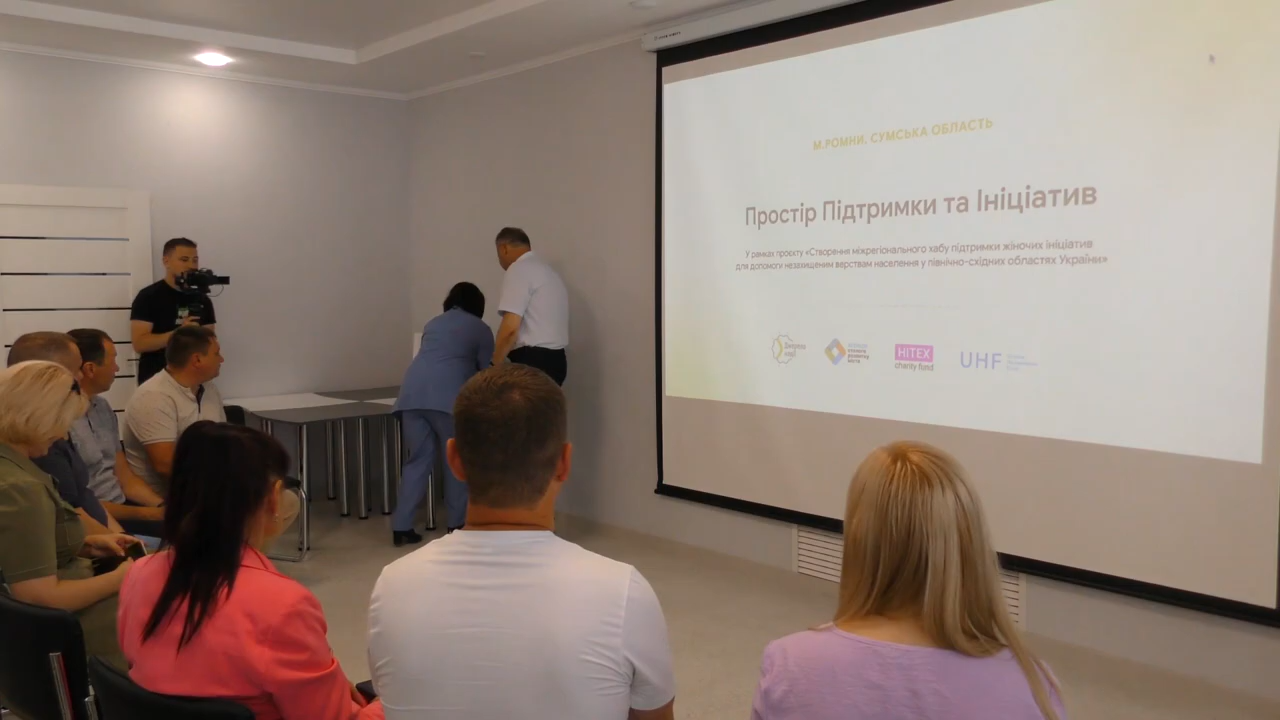 М.РОМНИ, СУМСЬКА ОБЛАСТЬ
Простір Підтримки та Ініціатив
У рамках проєкту «Створення міжрегіонального хабу підтримки жіночих ініціатив
для допомоги незахищеним верствам населення у північно-східних областях України»
HITEX
charity fund
UHF